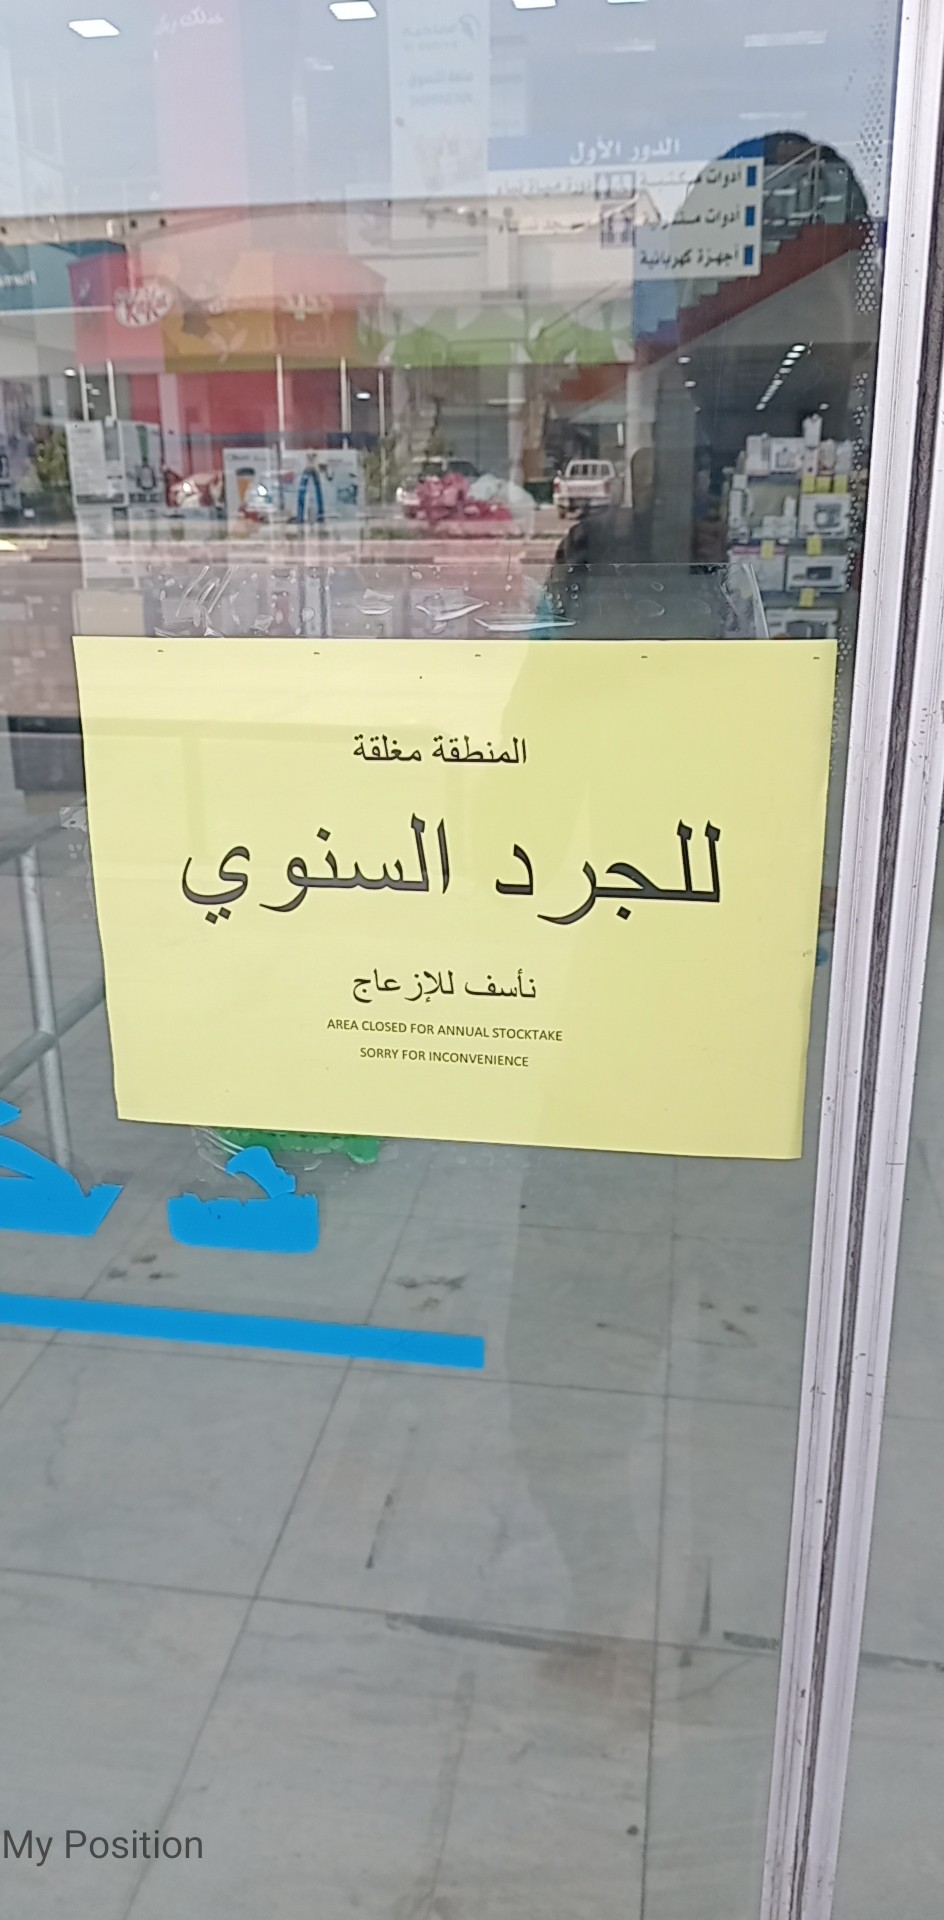 الدور الأول
أدوات مكتبية
أجهزة كهربائية
KitKat
المنطقة مغلقة
للجرد السنوي
نأسف للإزعاج
AREA CLOSED FOR ANNUAL STOCKTAKE
SORRY FOR INCONVENIENCE
My Position